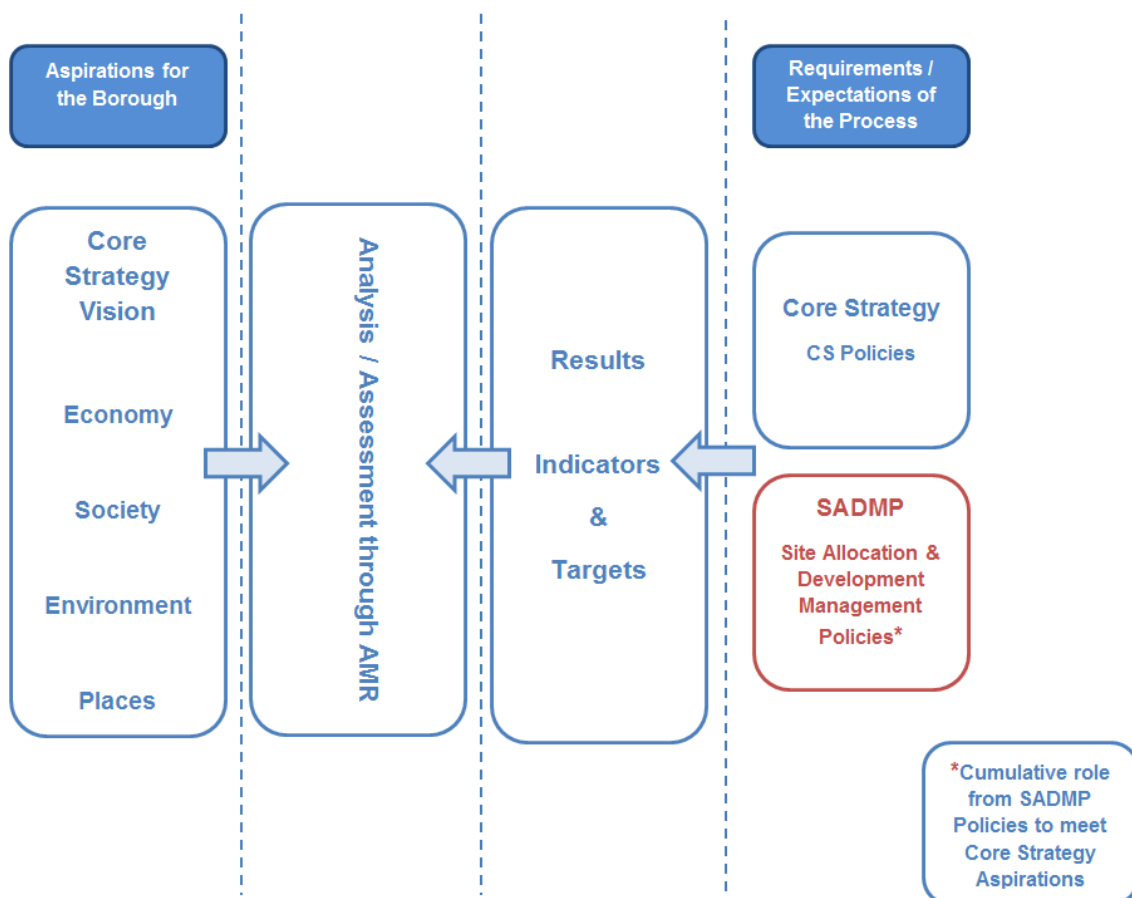 Aspirations for
the Borough
Requirements /
Expectations of
the Process
Core
Strategy
Vision
Economy
Society
Environment
Places
Analysis / Assessment through AMR
Results
Indicators
&
Targets
Core Strategy
CS Policies
SADMP
Site Allocation &
Development
Management
Policies*
*Cumulative role
from SADMP
Policies to meet
Core Strategy
Aspirations